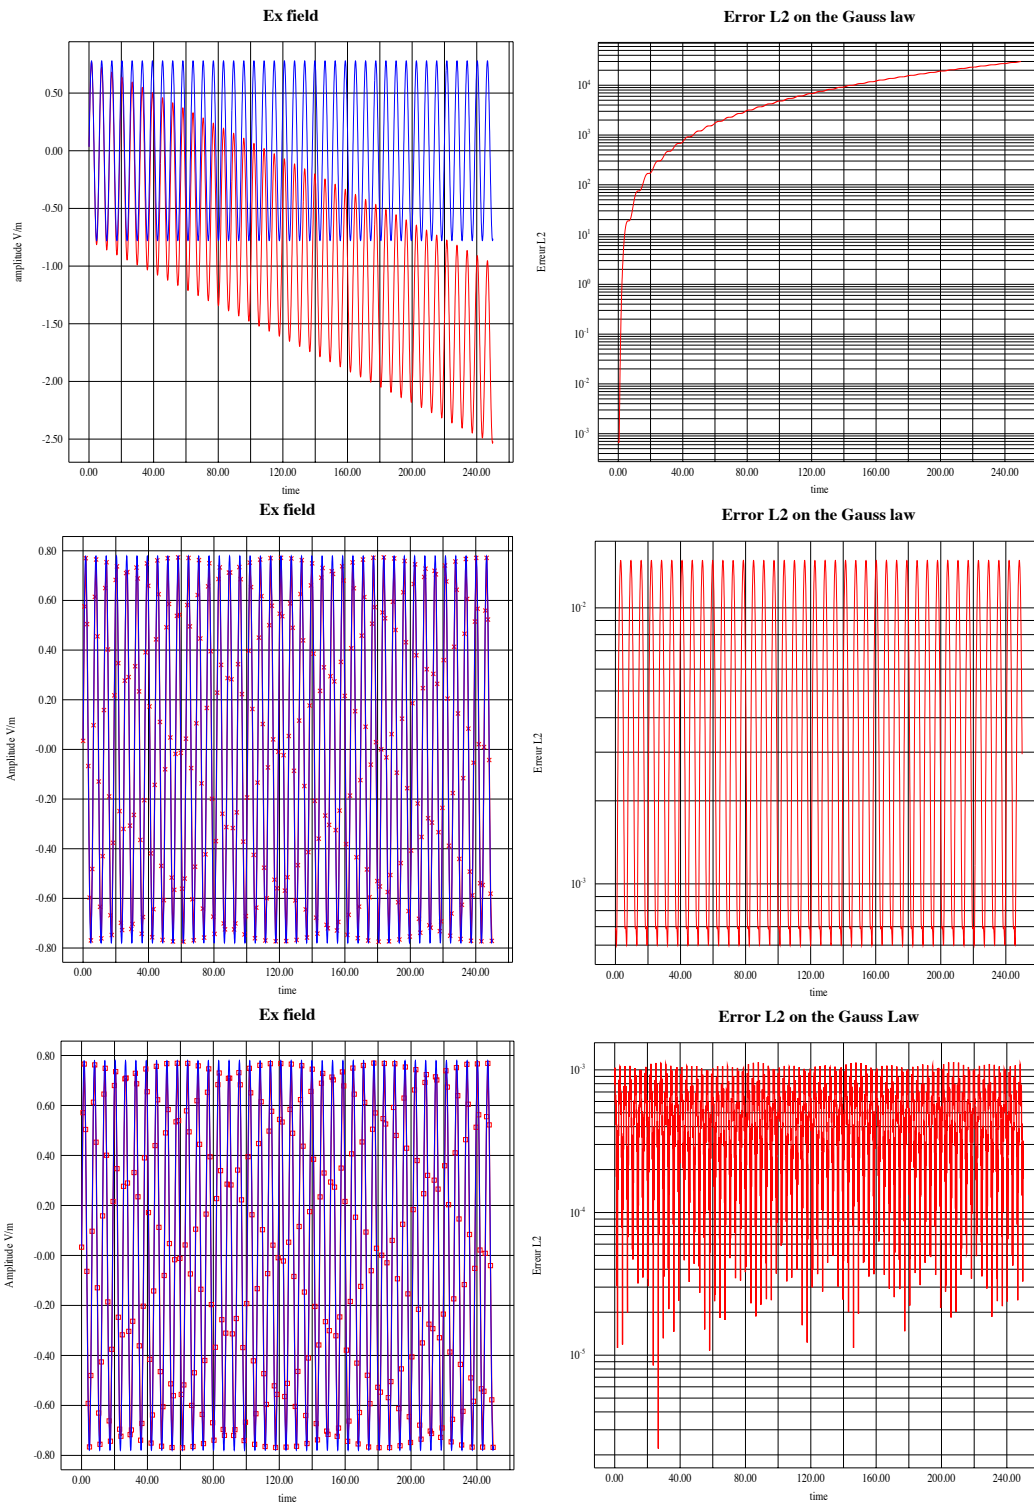 Ex field
0.50
0.00
-0.50
-1.00
-1.50
-2.00
-2.50
amplitude V/m
0.00 40.00 80.00 120.00 160.00 200.00 240.00
time
Error L2 on the Gauss law
10^4
10^3
10^2
10^1
10^0
10^-1
10^-2
10^-3
Erreur L2
0.00 40.00 80.00 120.00 160.00 200.00 240.00
time
Ex field
0.80
0.60
0.40
0.20
-0.00
-0.20
-0.40
-0.60
-0.80
Amplitude V/m
0.00 40.00 80.00 120.00 160.00 200.00 240.00
time
Error L2 on the Gauss law
10^-2
10^-3
Erreur L2
0.00 40.00 80.00 120.00 160.00 200.00 240.00
time
Ex field
0.80
0.60
0.40
0.20
-0.00
-0.20
-0.40
-0.60
-0.80
Amplitude V/m
0.00 40.00 80.00 120.00 160.00 200.00 240.00
time
Error L2 on the Gauss Law
10^-3
10^-4
10^-5
Erreur L2
0.00 40.00 80.00 120.00 160.00 200.00 240.00
time